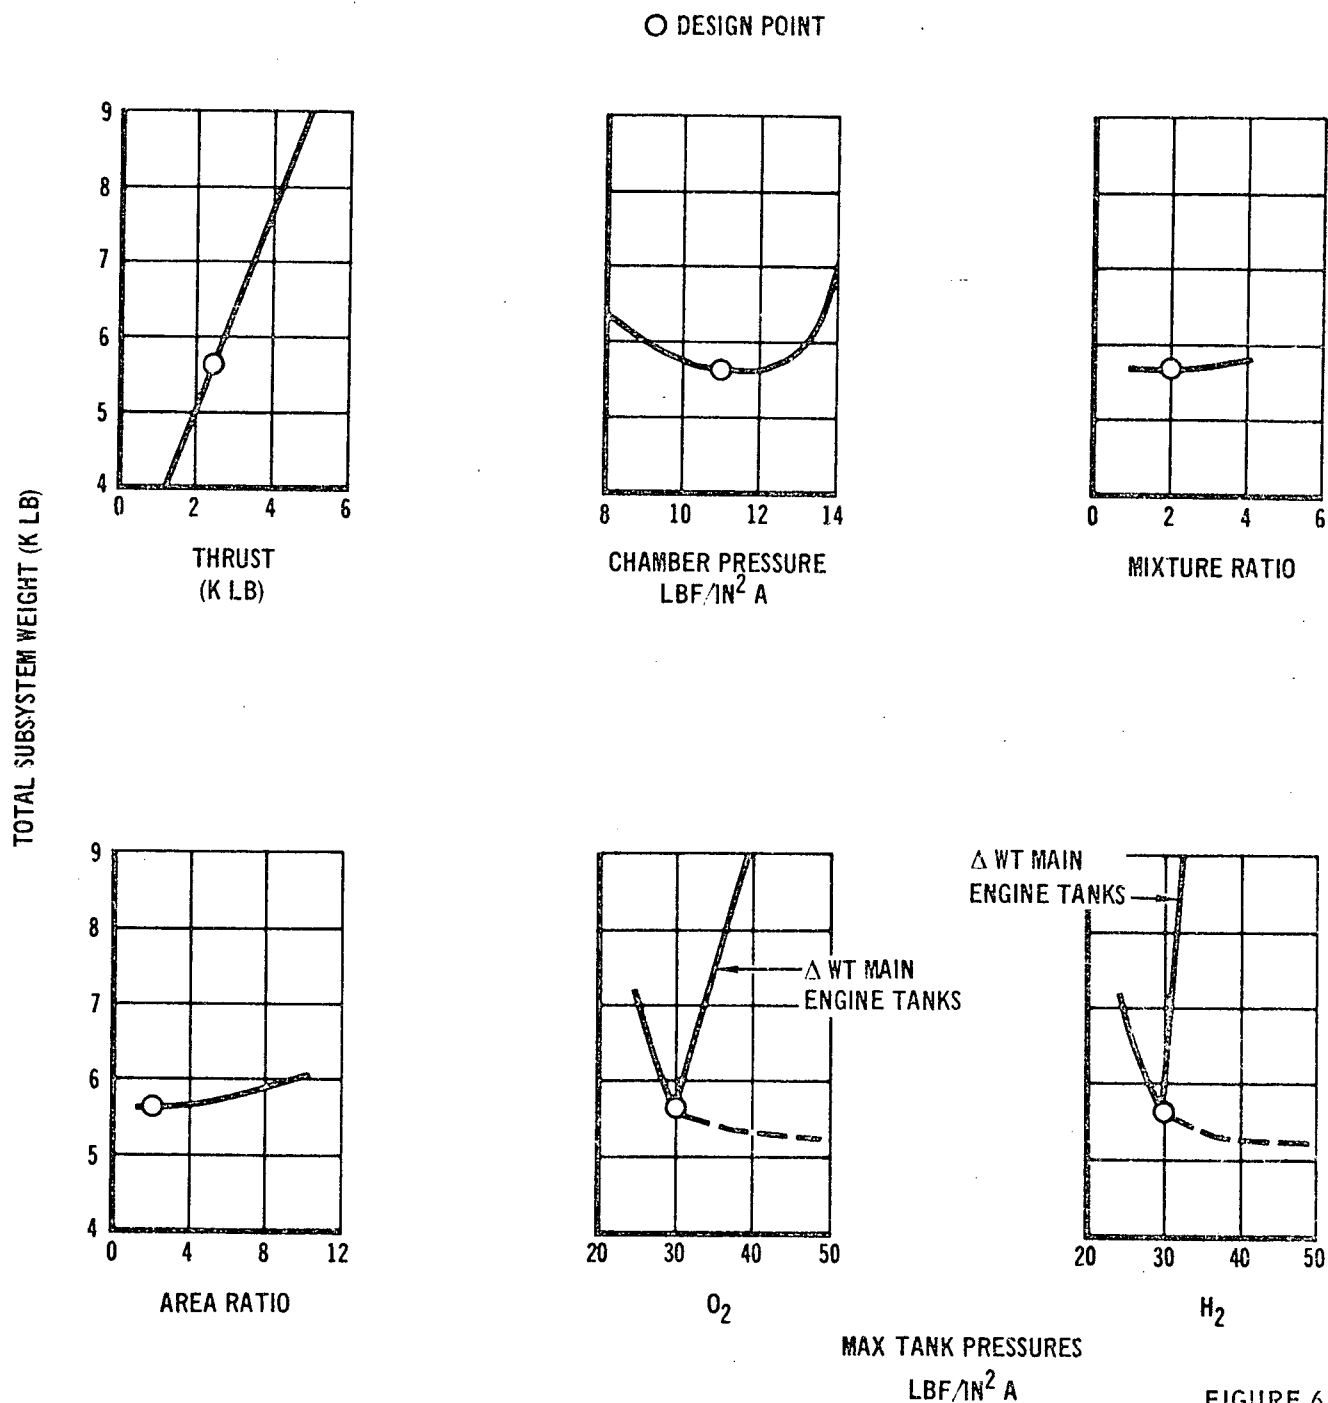 DESIGN POINT
TOTAL SUBSYSTEM WEIGHT (K LB)
9
8
7
6
5
4
0 2 4 6
THRUST
(K LB)
8 10 12 14
CHAMBER PRESSURE
LBF/IN² A
0 2 4 6
MIXTURE RATIO
9
8
7
6
5
4
0 4 8 12
AREA RATIO
Δ WT MAIN
ENGINE TANKS
20 30 40 50
O₂
Δ WT MAIN
ENGINE TANKS
20 30 40 50
H₂
MAX TANK PRESSURES
LBF/IN² A
FIGURE 6